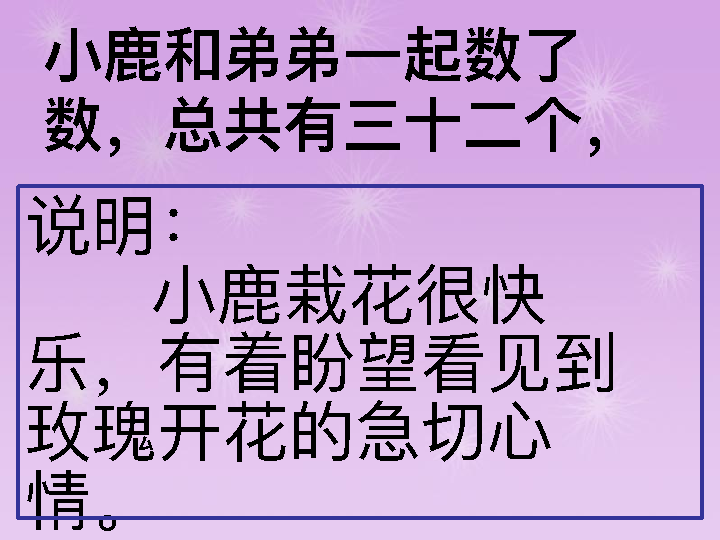 小鹿和弟弟一起数了
数，总共有三十二个，
说明：
小鹿栽花很快
乐，有着盼望看见到
玫瑰开花的急切心
情。